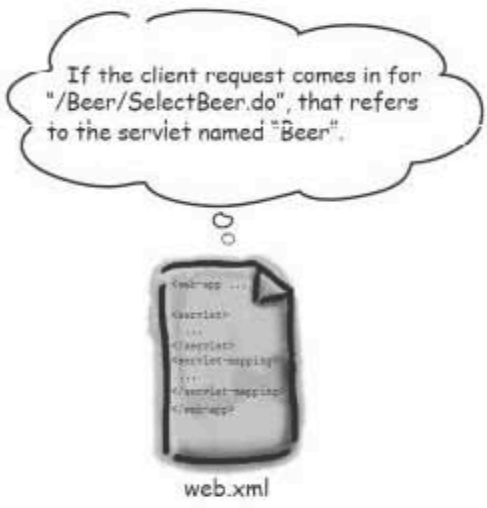 If the client request comes in for
"/Beer/SelectBeer.do", that refers
to the servlet named "Beer".
<web-app ...
<servlet>
....
</servlet>
<servlet-mapping>
....
</servlet-mapping>
</web-app>
web.xml